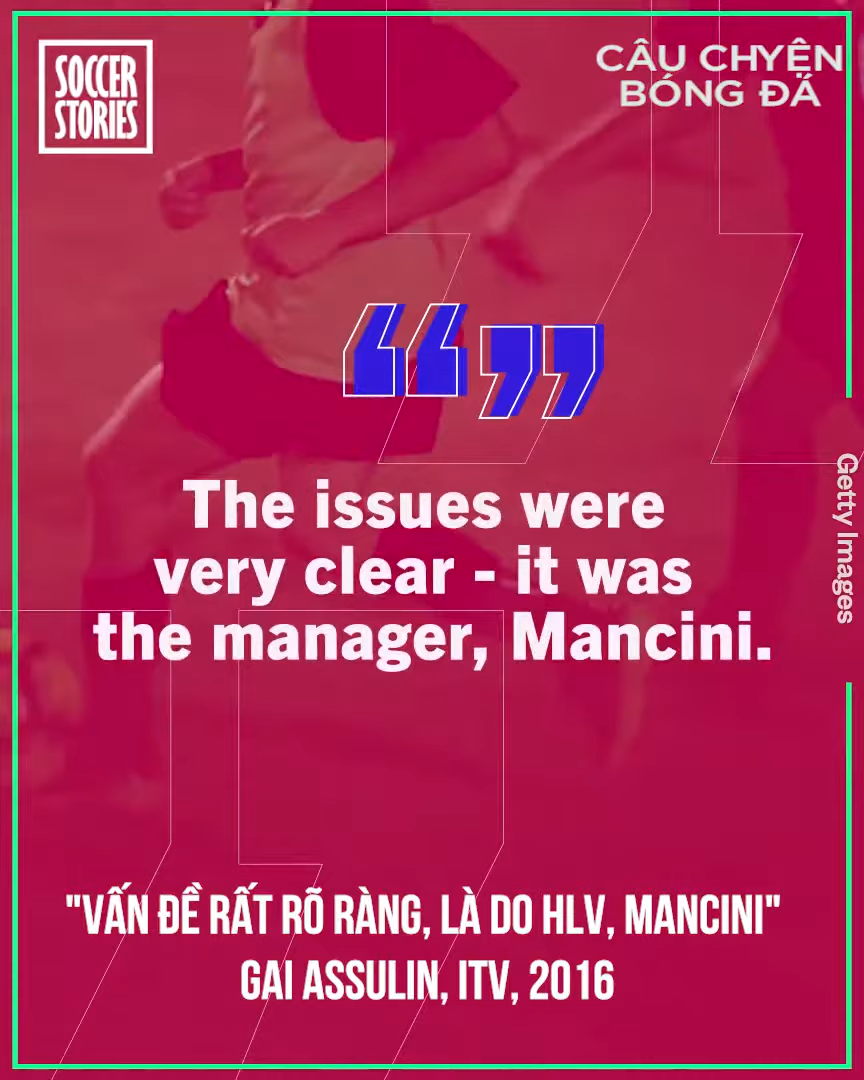 SOCCER
STORIES
CÂU CHYỆN
BÓNG ĐÁ
“ ”
The issues were
very clear - it was
the manager, Mancini.
Getty Images
"VẤN ĐỀ RẤT RÕ RÀNG, LÀ DO HLV, MANCINI"
GAI ASSULIN, ITV, 2016